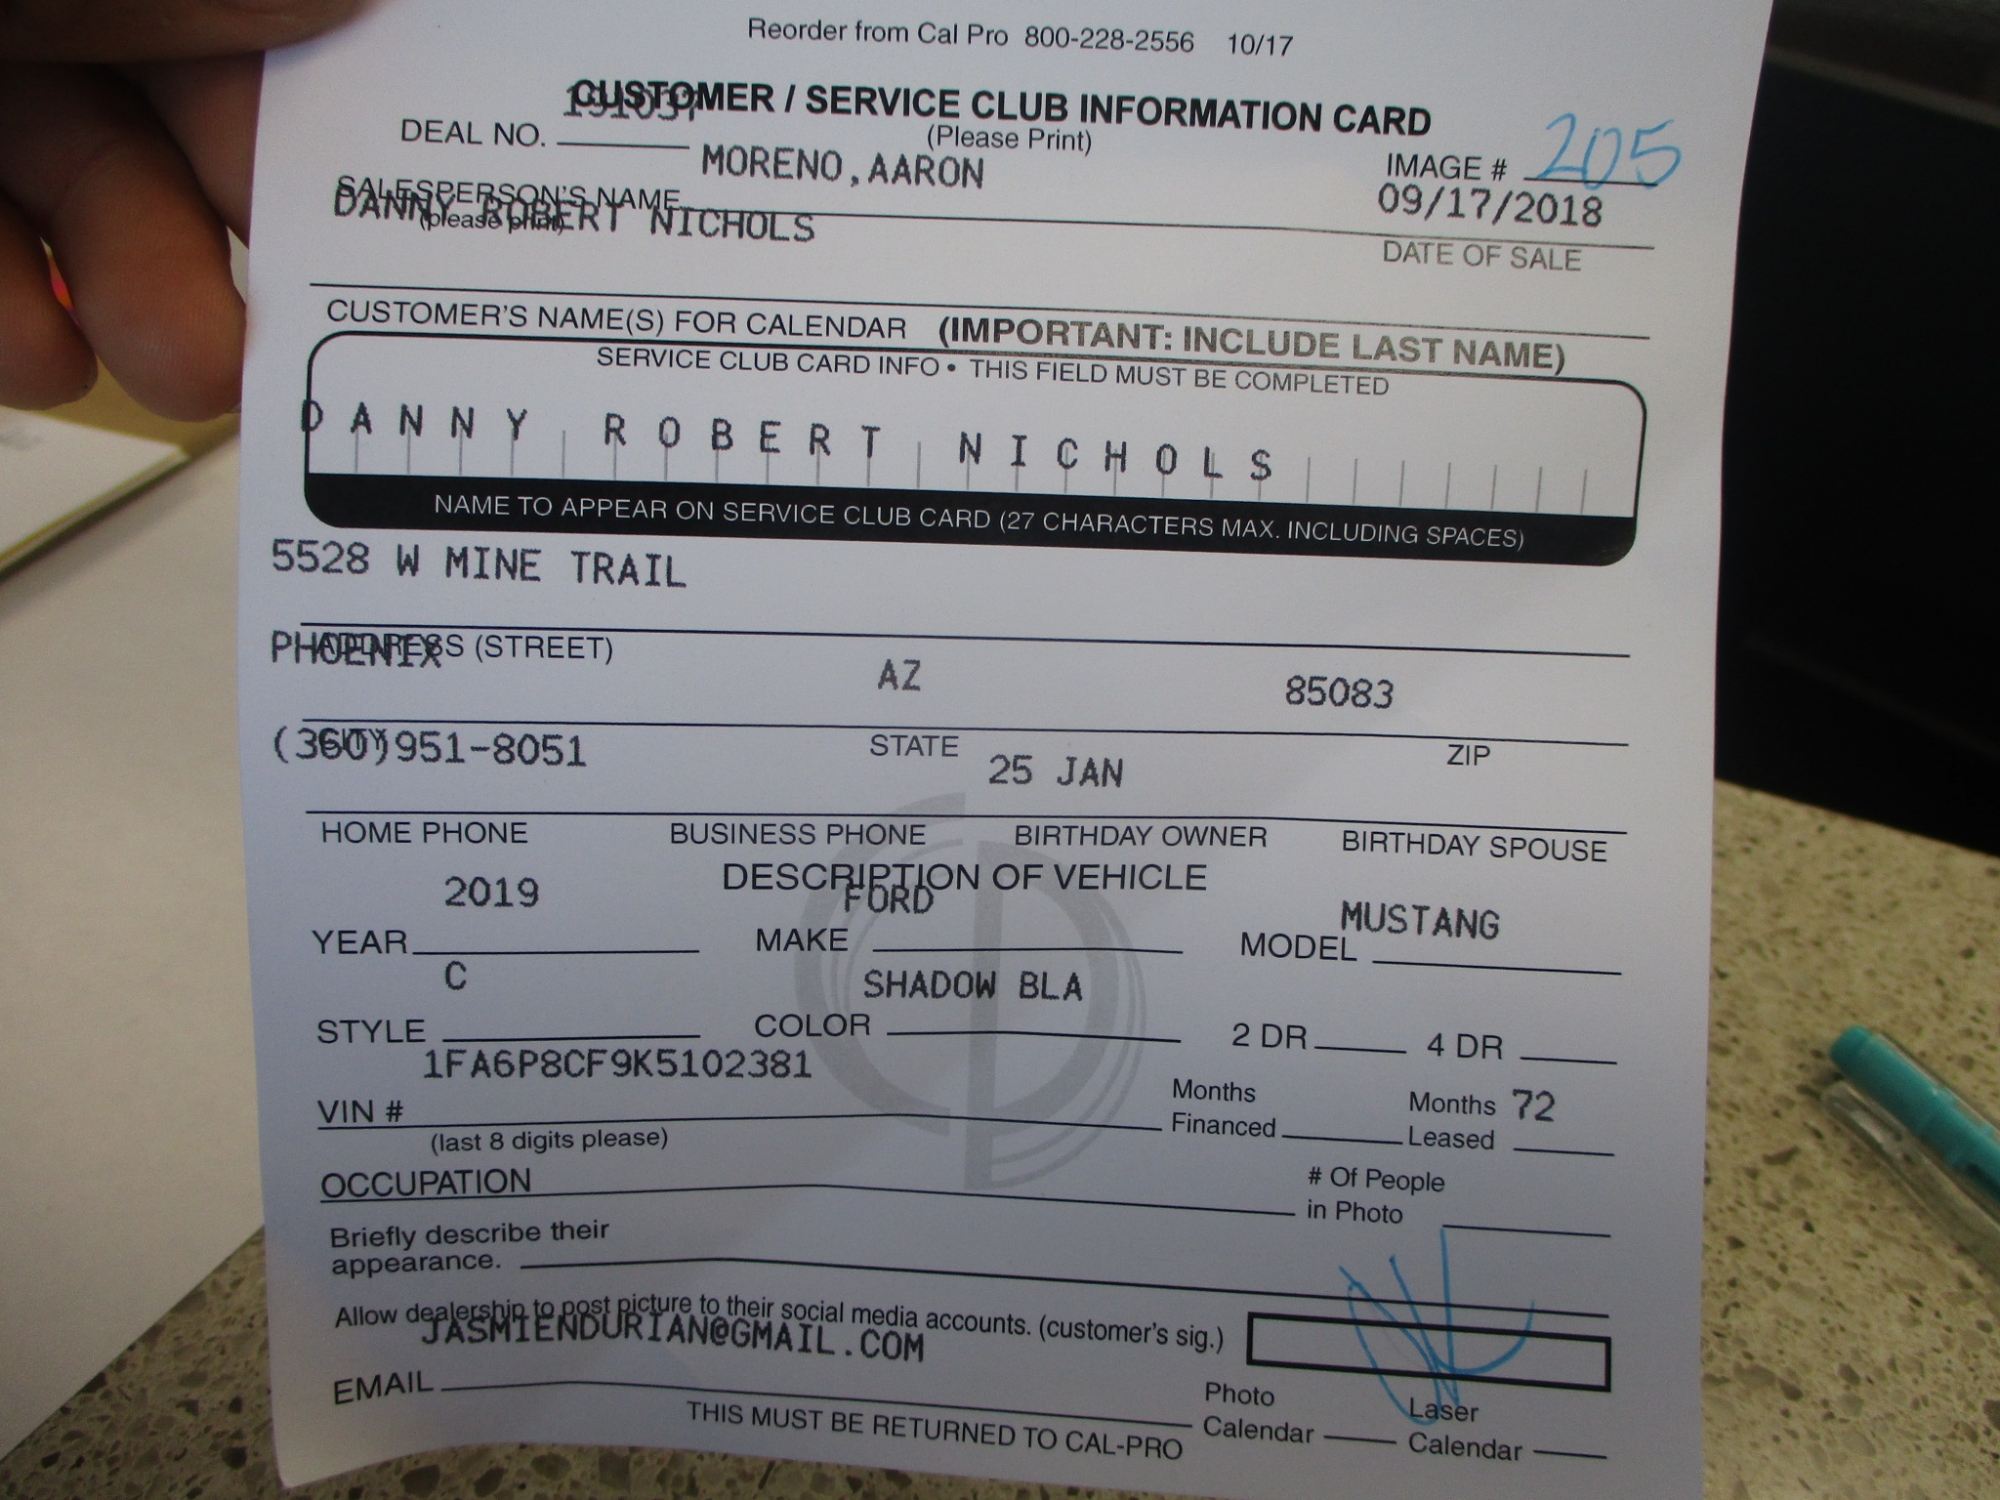 Reorder from Cal Pro 800-228-2556 10/17
CUSTOMER / SERVICE CLUB INFORMATION CARD
(Please Print)
DEAL NO.
MORENO,AARON
IMAGE # 205
SALESPERSON'S NAME
(please print)
09/17/2018
DATE OF SALE
DANNY ROBERT NICHOLS
CUSTOMER'S NAME(S) FOR CALENDAR (IMPORTANT: INCLUDE LAST NAME)
SERVICE CLUB CARD INFO • THIS FIELD MUST BE COMPLETED
DANNY ROBERT NICHOLS
NAME TO APPEAR ON SERVICE CLUB CARD (27 CHARACTERS MAX. INCLUDING SPACES)
5528 W MINE TRAIL
ADDRESS (STREET)
PHOENIX AZ 85083
CITY STATE ZIP
(360)951-8051 25 JAN
HOME PHONE BUSINESS PHONE BIRTHDAY OWNER BIRTHDAY SPOUSE
DESCRIPTION OF VEHICLE
2019 FORD MUSTANG
YEAR MAKE MODEL
C SHADOW BLA
STYLE COLOR 2 DR 4 DR
1FA6P8CF9K5102381
VIN #
(last 8 digits please)
Months Financed
Months Leased 72
OCCUPATION
# Of People in Photo
Briefly describe their
appearance.
Allow dealership to post picture to their social media accounts. (customer's sig.)
JASMIENDURIAN@GMAIL.COM
EMAIL
Photo Calendar
Laser Calendar
THIS MUST BE RETURNED TO CAL-PRO